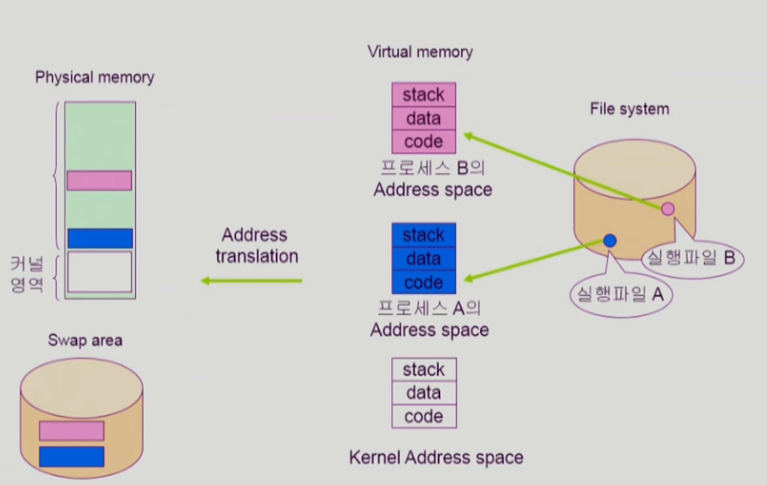 Physical memory
커널
영역
Swap area
Address
translation
Virtual memory
stack
data
code
프로세스 B의
Address space
stack
data
code
프로세스 A의
Address space
stack
data
code
Kernel Address space
File system
실행파일 B
실행파일 A